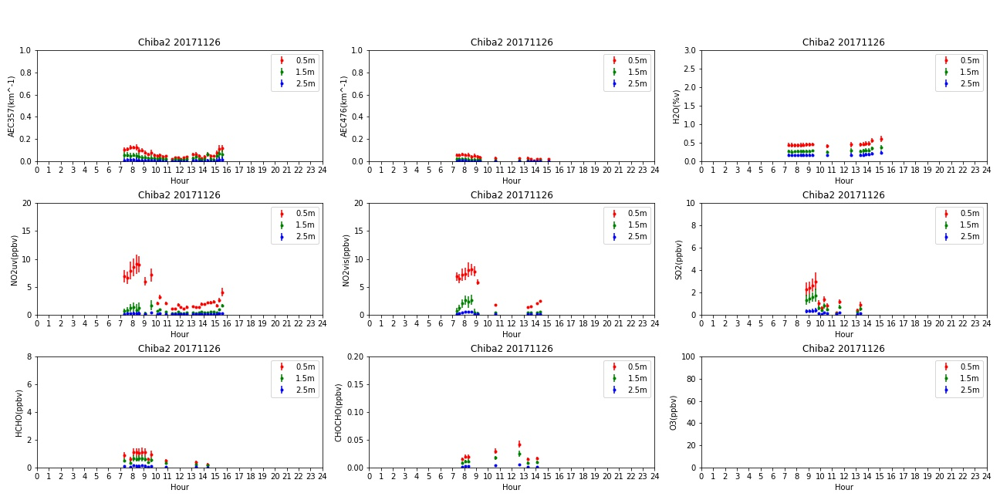 Chiba2 20171126
AEC357(km^-1)
1.0
0.8
0.6
0.4
0.2
0.0
0.5m
1.5m
2.5m
0 1 2 3 4 5 6 7 8 9 10 11 12 13 14 15 16 17 18 19 20 21 22 23 24
Hour
Chiba2 20171126
AEC476(km^-1)
1.0
0.8
0.6
0.4
0.2
0.0
0.5m
1.5m
2.5m
0 1 2 3 4 5 6 7 8 9 10 11 12 13 14 15 16 17 18 19 20 21 22 23 24
Hour
Chiba2 20171126
H2O(%v)
3.0
2.5
2.0
1.5
1.0
0.5
0.0
0.5m
1.5m
2.5m
0 1 2 3 4 5 6 7 8 9 10 11 12 13 14 15 16 17 18 19 20 21 22 23 24
Hour
Chiba2 20171126
NO2uv(ppbv)
20
15
10
5
0
0.5m
1.5m
2.5m
0 1 2 3 4 5 6 7 8 9 10 11 12 13 14 15 16 17 18 19 20 21 22 23 24
Hour
Chiba2 20171126
NO2vis(ppbv)
20
15
10
5
0
0.5m
1.5m
2.5m
0 1 2 3 4 5 6 7 8 9 10 11 12 13 14 15 16 17 18 19 20 21 22 23 24
Hour
Chiba2 20171126
SO2(ppbv)
10
8
6
4
2
0
0.5m
1.5m
2.5m
0 1 2 3 4 5 6 7 8 9 10 11 12 13 14 15 16 17 18 19 20 21 22 23 24
Hour
Chiba2 20171126
HCHO(ppbv)
8
6
4
2
0
0.5m
1.5m
2.5m
0 1 2 3 4 5 6 7 8 9 10 11 12 13 14 15 16 17 18 19 20 21 22 23 24
Hour
Chiba2 20171126
CHOCHO(ppbv)
0.20
0.15
0.10
0.05
0.00
0.5m
1.5m
2.5m
0 1 2 3 4 5 6 7 8 9 10 11 12 13 14 15 16 17 18 19 20 21 22 23 24
Hour
Chiba2 20171126
O3(ppbv)
100
80
60
40
20
0
0.5m
1.5m
2.5m
0 1 2 3 4 5 6 7 8 9 10 11 12 13 14 15 16 17 18 19 20 21 22 23 24
Hour